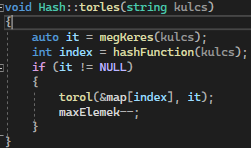 void Hash::torles(string kulcs)
{
auto it = megKeres(kulcs);
int index = hashFunction(kulcs);
if (it != NULL)
{
torol(&map[index], it);
maxElemek--;
}
}